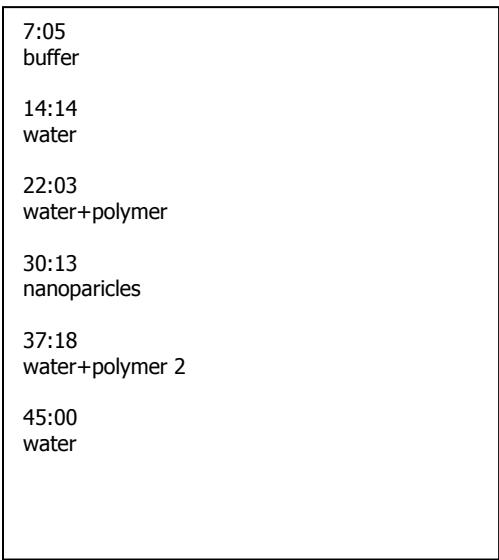 7:05
buffer
14:14
water
22:03
water+polymer
30:13
nanoparicles
37:18
water+polymer 2
45:00
water